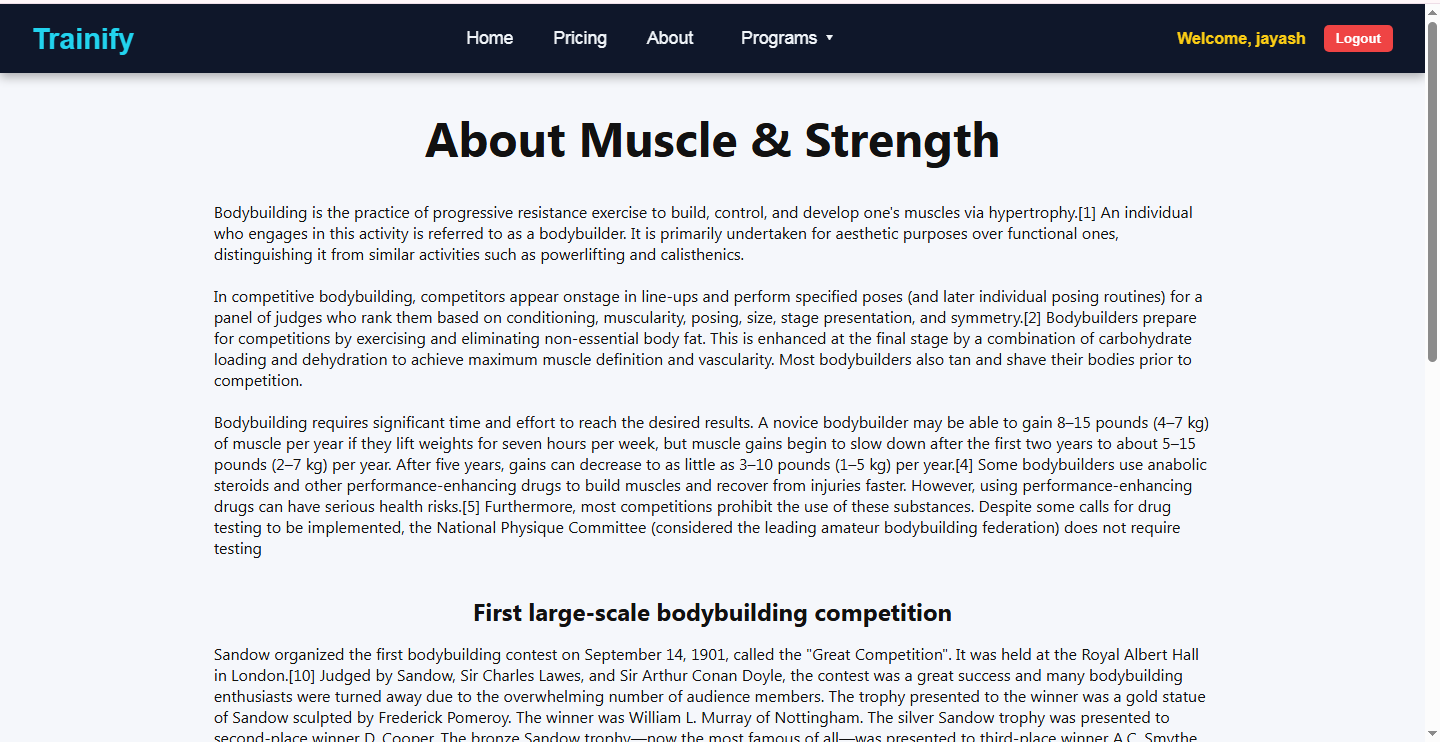 Trainify
Home
Pricing
About
Programs
Welcome, jayash
Logout
About Muscle & Strength
Bodybuilding is the practice of progressive resistance exercise to build, control, and develop one's muscles via hypertrophy.[1] An individual
who engages in this activity is referred to as a bodybuilder. It is primarily undertaken for aesthetic purposes over functional ones,
distinguishing it from similar activities such as powerlifting and calisthenics.
In competitive bodybuilding, competitors appear onstage in line-ups and perform specified poses (and later individual posing routines) for a
panel of judges who rank them based on conditioning, muscularity, posing, size, stage presentation, and symmetry.[2] Bodybuilders prepare
for competitions by exercising and eliminating non-essential body fat. This is enhanced at the final stage by a combination of carbohydrate
loading and dehydration to achieve maximum muscle definition and vascularity. Most bodybuilders also tan and shave their bodies prior to
competition.
Bodybuilding requires significant time and effort to reach the desired results. A novice bodybuilder may be able to gain 8–15 pounds (4–7 kg)
of muscle per year if they lift weights for seven hours per week, but muscle gains begin to slow down after the first two years to about 5–15
pounds (2–7 kg) per year. After five years, gains can decrease to as little as 3–10 pounds (1–5 kg) per year.[4] Some bodybuilders use anabolic
steroids and other performance-enhancing drugs to build muscles and recover from injuries faster. However, using performance-enhancing
drugs can have serious health risks.[5] Furthermore, most competitions prohibit the use of these substances. Despite some calls for drug
testing to be implemented, the National Physique Committee (considered the leading amateur bodybuilding federation) does not require
testing
First large-scale bodybuilding competition
Sandow organized the first bodybuilding contest on September 14, 1901, called the "Great Competition". It was held at the Royal Albert Hall
in London.[10] Judged by Sandow, Sir Charles Lawes, and Sir Arthur Conan Doyle, the contest was a great success and many bodybuilding
enthusiasts were turned away due to the overwhelming number of audience members. The trophy presented to the winner was a gold statue
of Sandow sculpted by Frederick Pomeroy. The winner was William L. Murray of Nottingham. The silver Sandow trophy was presented to
second-place winner D. Cooper. The bronze Sandow trophy—now the most famous of all—was presented to third-place winner A.C. Smythe.